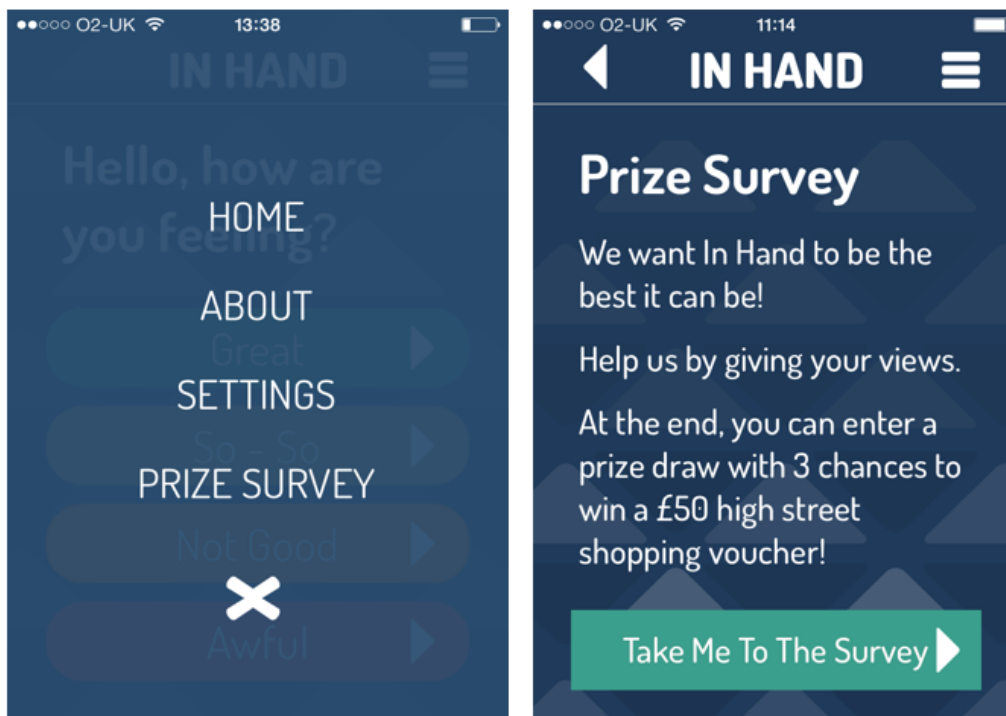 O2-UK 13:38
IN HAND
Hello, how are
you feeling?
HOME
ABOUT
Great
SETTINGS
So - So
PRIZE SURVEY
Not Good
Awful
O2-UK 11:14
IN HAND
Prize Survey
We want In Hand to be the
best it can be!
Help us by giving your views.
At the end, you can enter a
prize draw with 3 chances to
win a £50 high street
shopping voucher!
Take Me To The Survey